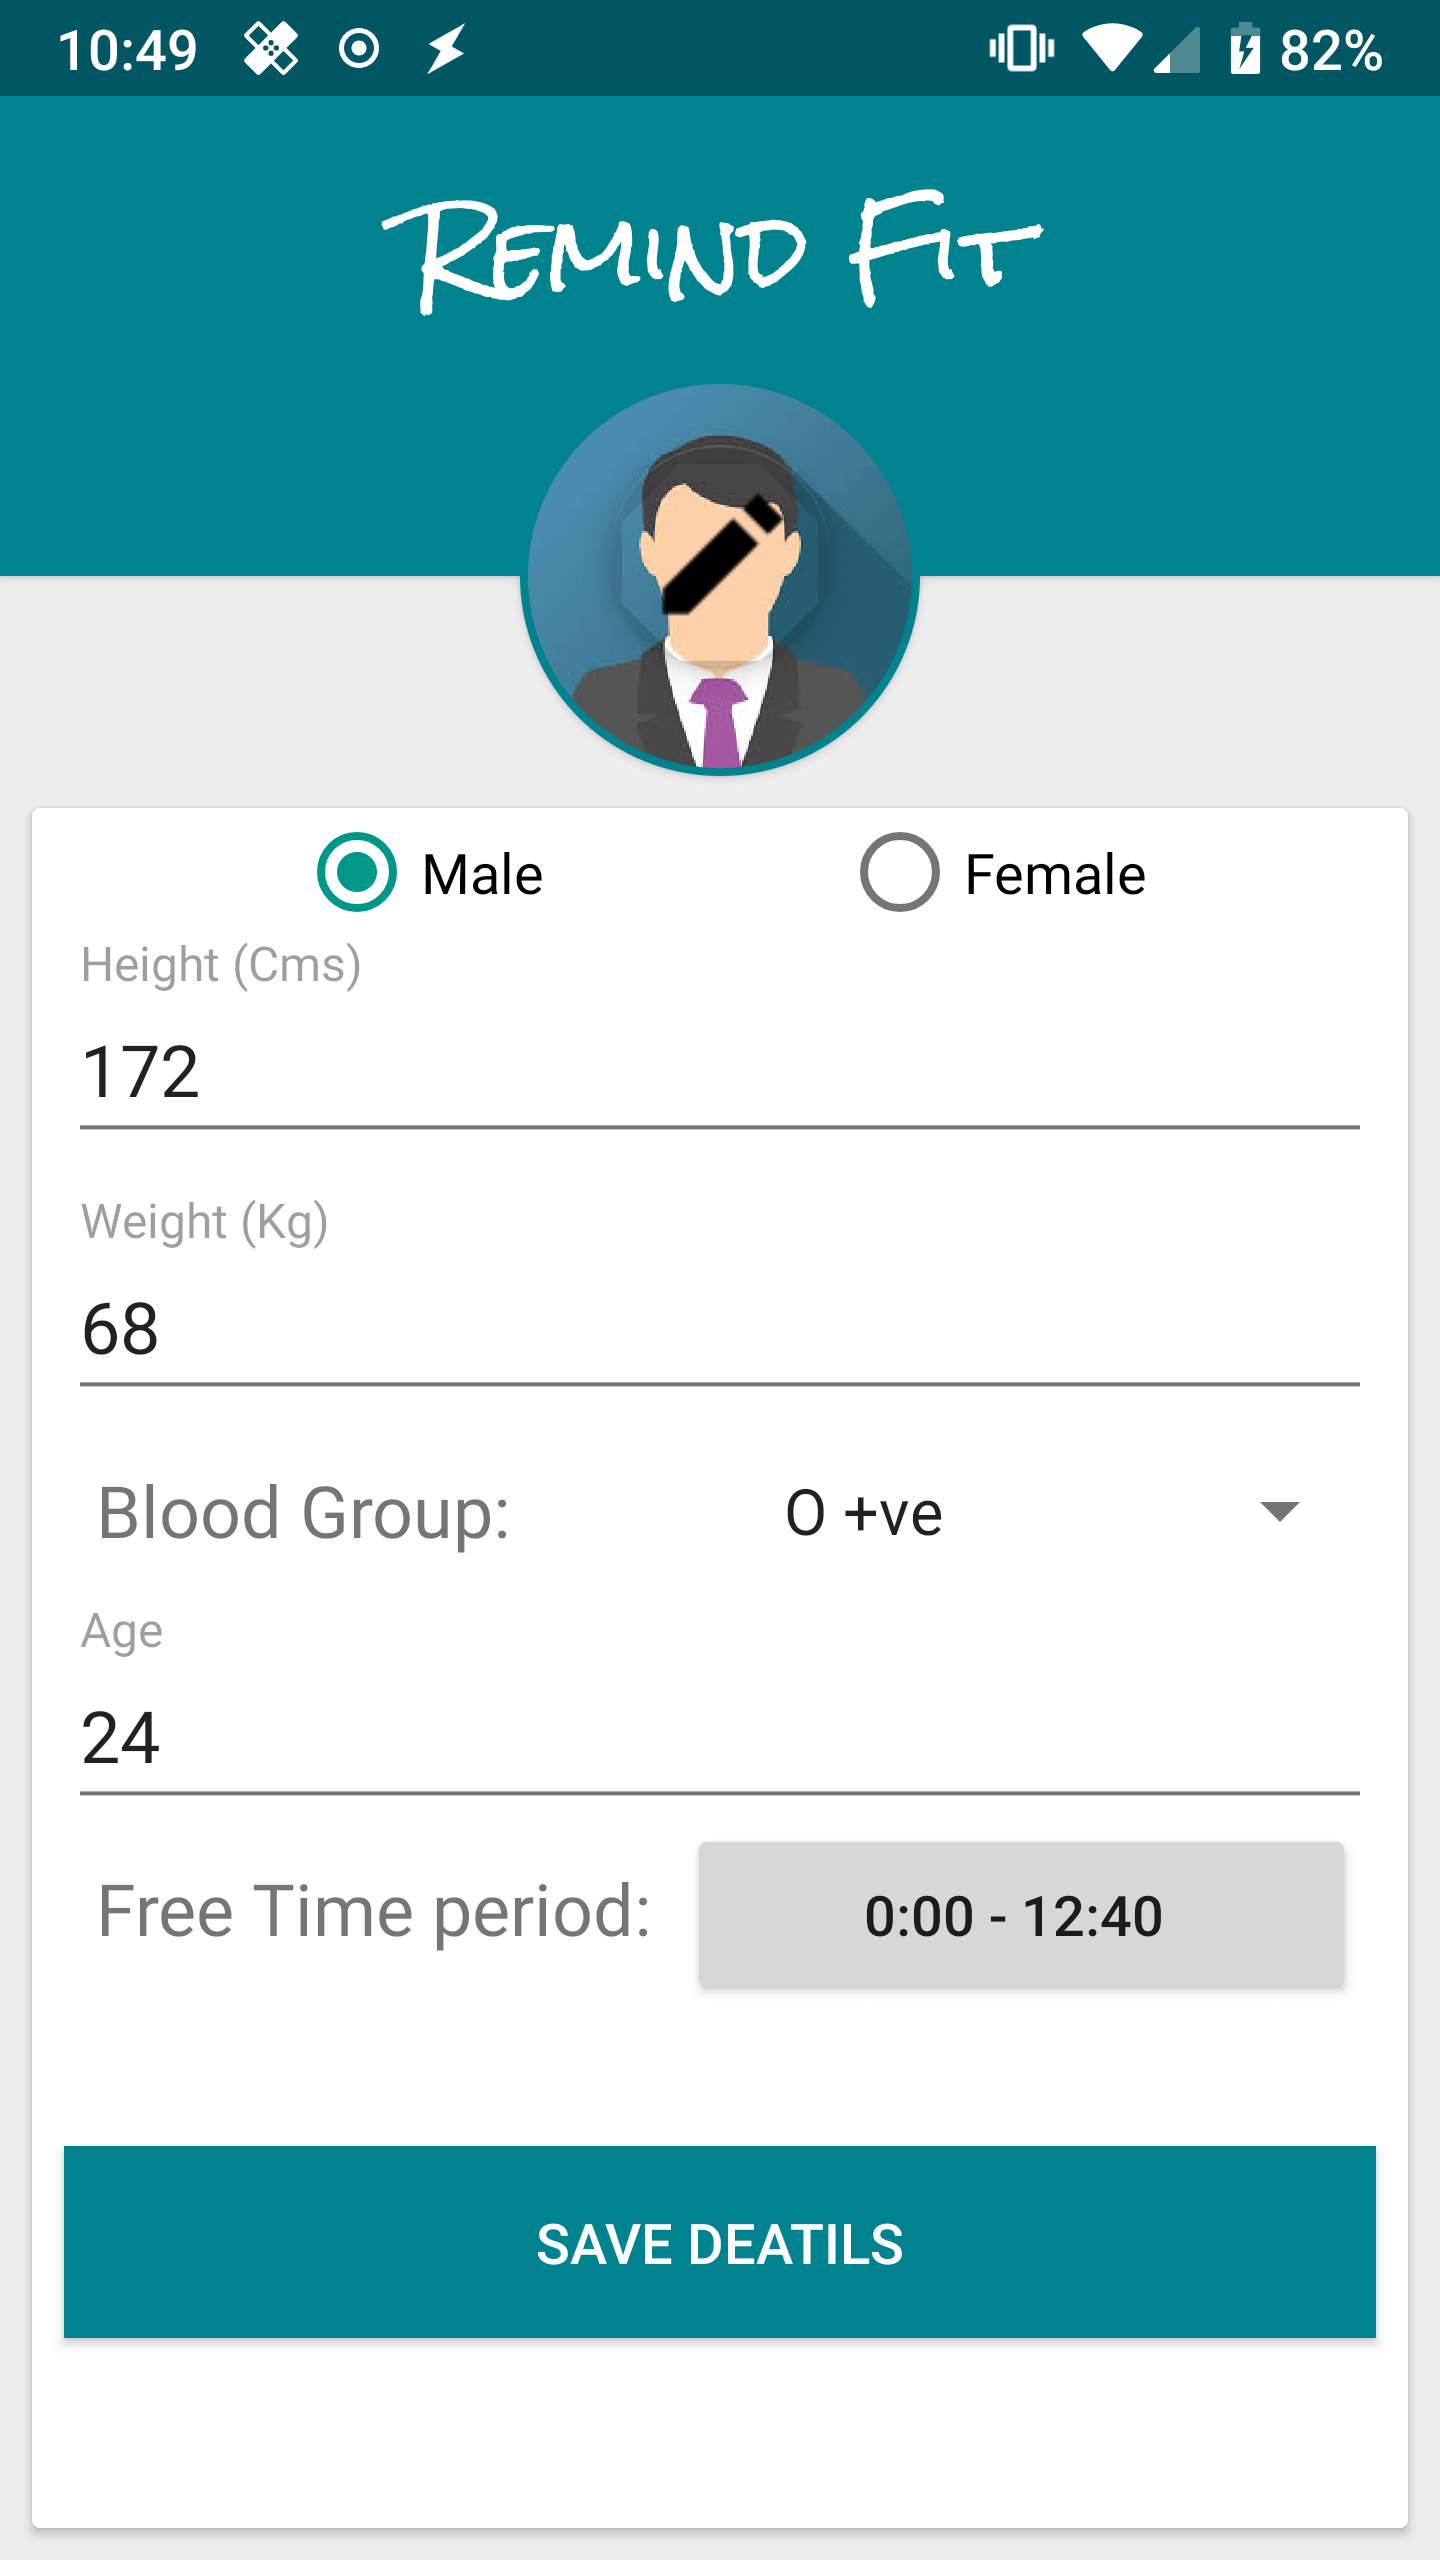 10:49 82%
Remind Fit
Male Female
Height (Cms)
172
Weight (Kg)
68
Blood Group: O +ve
Age
24
Free Time period: 0:00 - 12:40
SAVE DEATILS